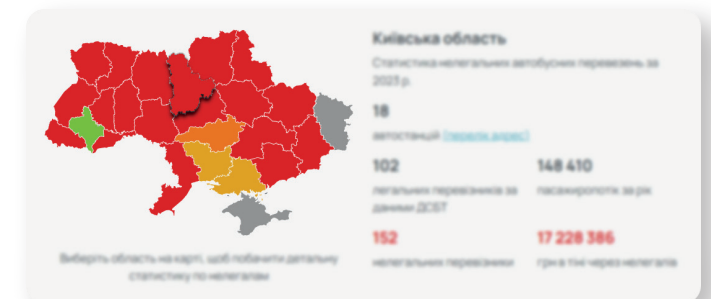 Київська область
Статистика нелегальних автобусних перевезень за
2023 р.
18
автостанцій (перелік адрес)
102
148 410
легальних перевізників за
даними ДСБТ
пасажиропотік за рік
152
17 228 386
нелегальних перевізники
грн в тіні через нелегалів
Виберіть область на карті, щоб побачити детальну
статистику по нелегалам